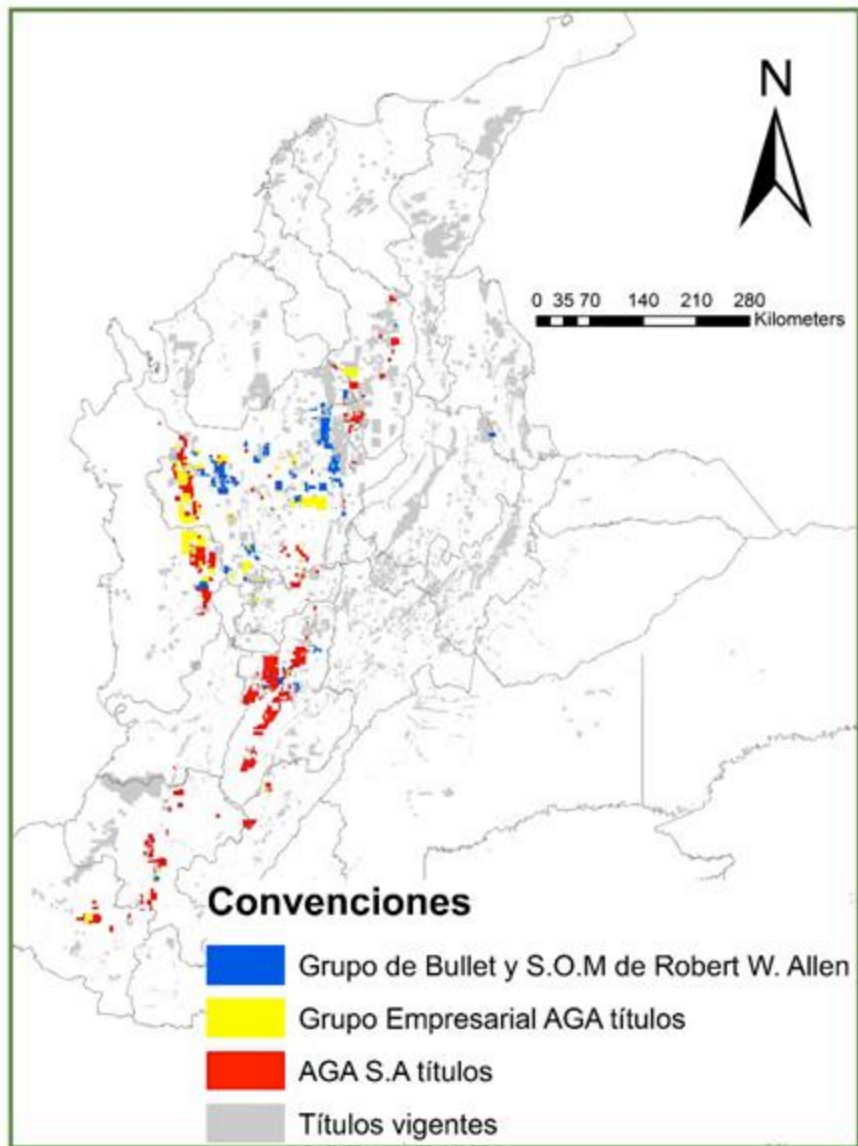 N
0 35 70 140 210 280
Kilometers
Convenciones
Grupo de Bullet y S.O.M de Robert W. Allen
Grupo Empresarial AGA títulos
AGA S.A títulos
Títulos vigentes